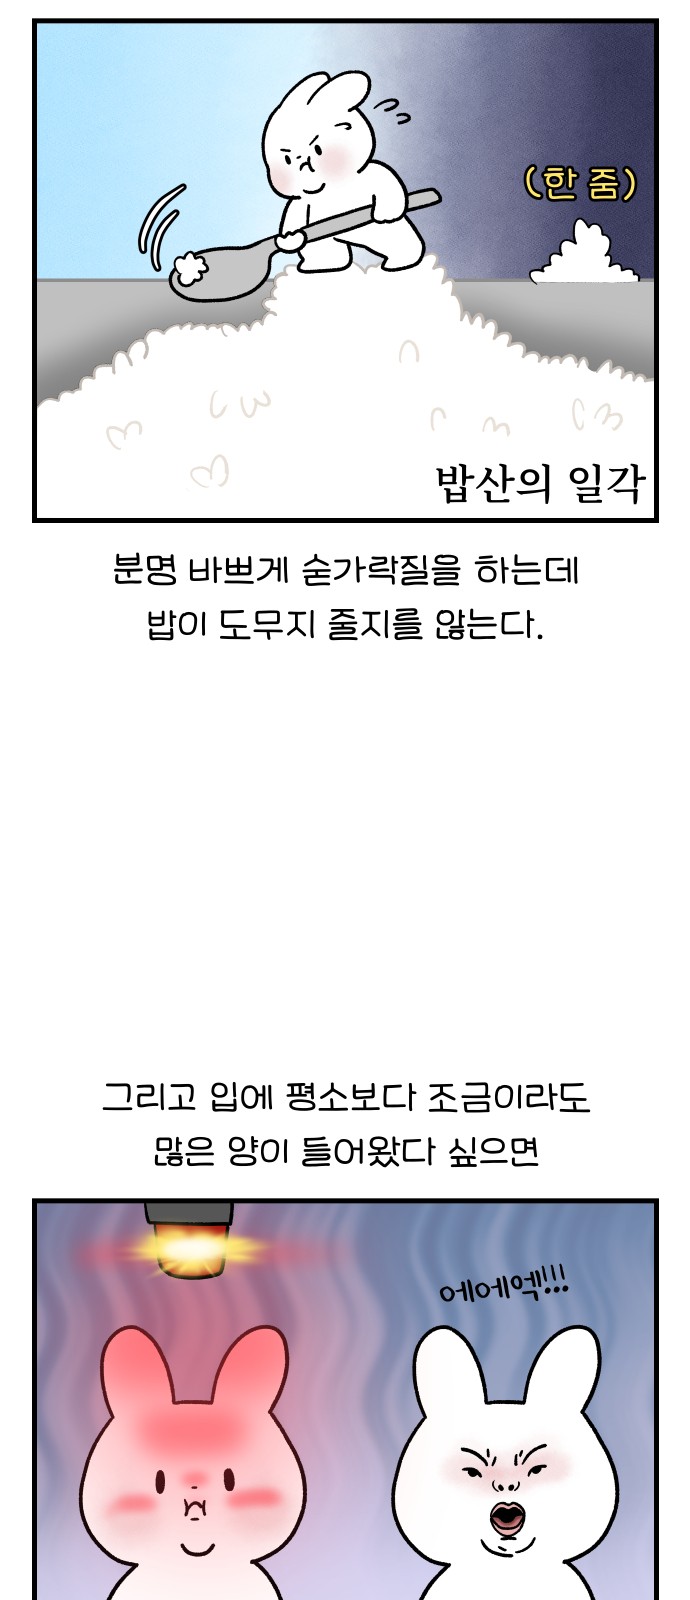 (한 줌)
밥산의 일각
분명 바쁘게 숟가락질을 하는데
밥이 도무지 줄지를 않는다.
그리고 입에 평소보다 조금이라도
많은 양이 들어왔다 싶으면
에에엑!!!